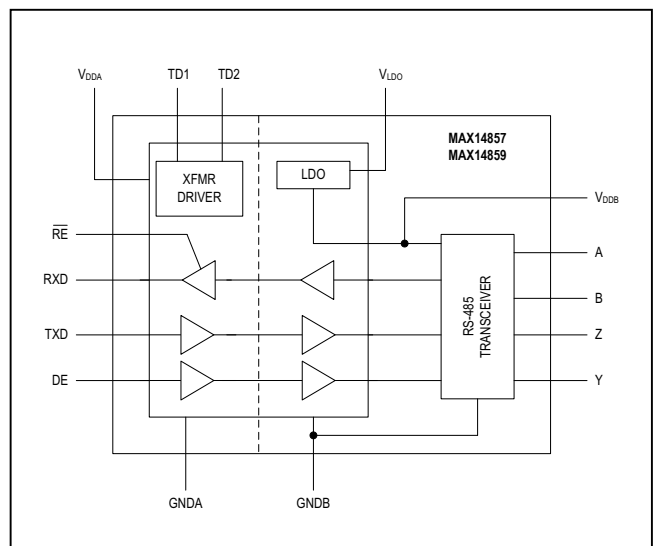 VDDA
TD1
TD2
VLDO
MAX14857
MAX14859
XFMR
DRIVER
LDO
VDDB
RE
A
RXD
B
RS-485
TRANSCEIVER
TXD
Z
DE
Y
GNDA
GNDB